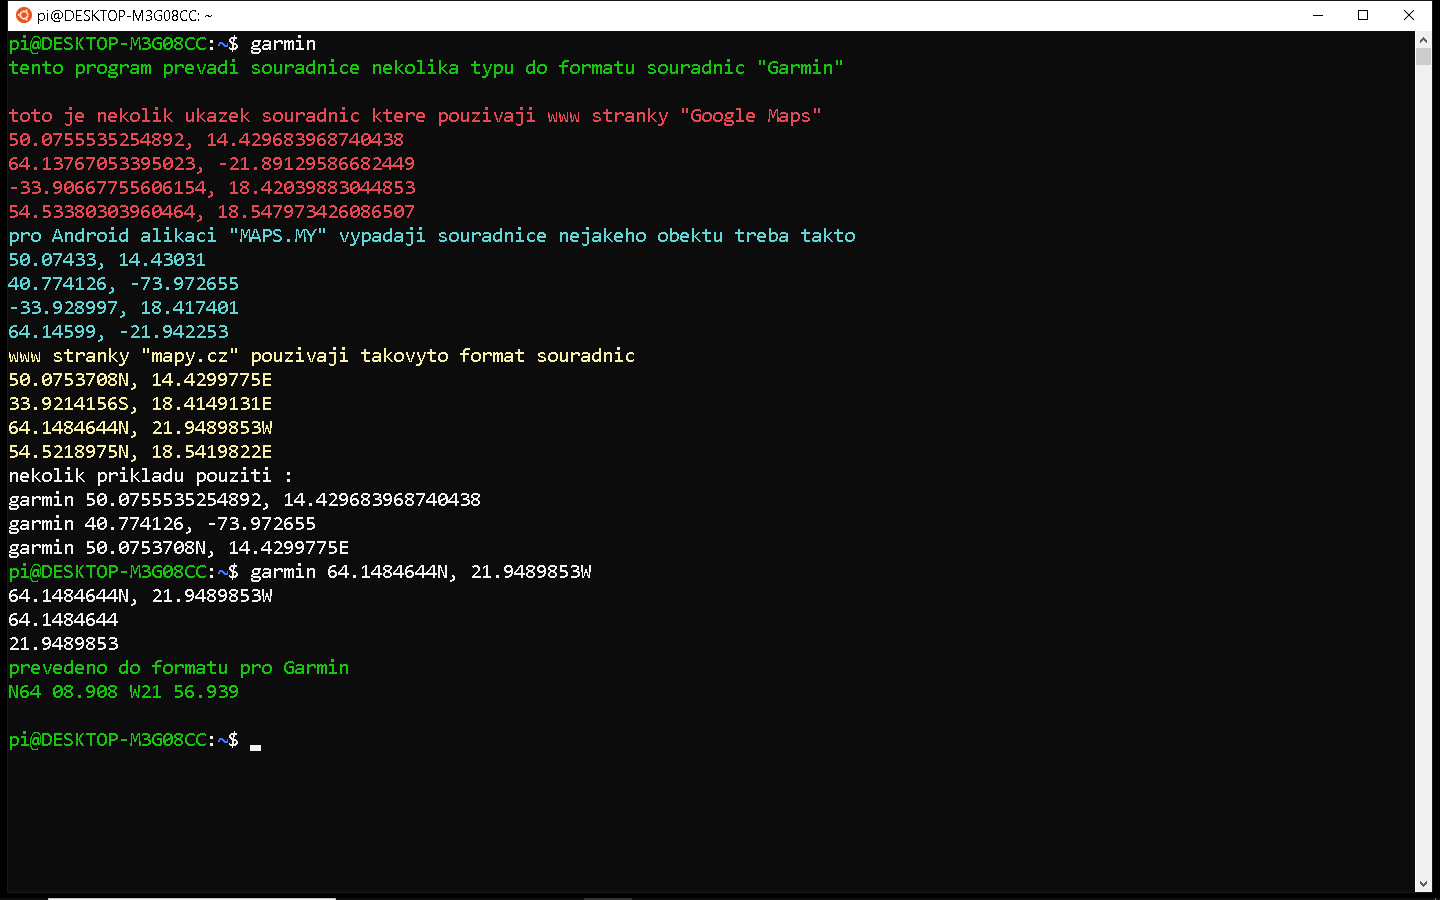 pi@DESKTOP-M3G08CC: ~
pi@DESKTOP-M3G08CC:~$ garmin
tento program prevadi souradnice nekolika typu do formatu souradnic "Garmin"
toto je nekolik ukazek souradnic ktere pouzivaji www stranky "Google Maps"
50.0755535254892, 14.429683968740438
64.13767053395023, -21.89129586682449
-33.90667755606154, 18.42039883044853
54.53380303960464, 18.547973426086507
pro Android alikaci "MAPS.MY" vypadaji souradnice nejakeho obektu treba takto
50.07433, 14.43031
40.774126, -73.972655
-33.928997, 18.417401
64.14599, -21.942253
www stranky "mapy.cz" pouzivaji takovyto format souradnic
50.0753708N, 14.4299775E
33.9214156S, 18.4149131E
64.1484644N, 21.9489853W
54.5218975N, 18.5419822E
nekolik prikladu pouziti :
garmin 50.0755535254892, 14.429683968740438
garmin 40.774126, -73.972655
garmin 50.0753708N, 14.4299775E
pi@DESKTOP-M3G08CC:~$ garmin 64.1484644N, 21.9489853W
64.1484644N, 21.9489853W
64.1484644
21.9489853
prevedeno do formatu pro Garmin
N64 08.908 W21 56.939
pi@DESKTOP-M3G08CC:~$